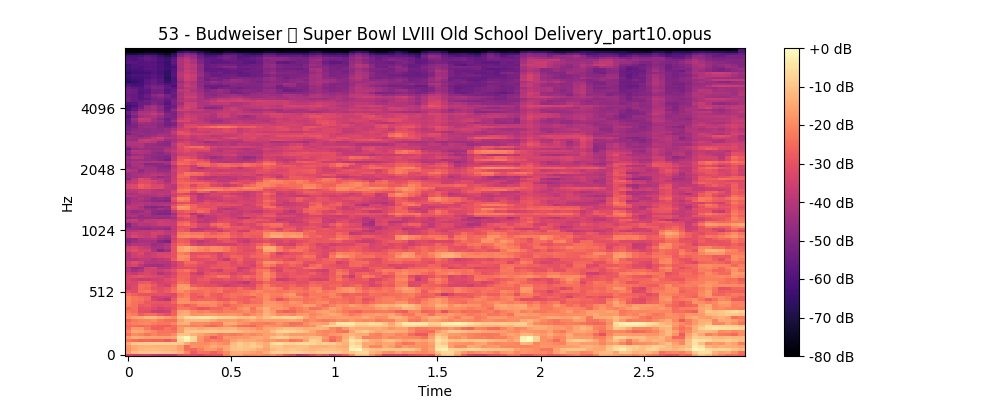 53 - Budweiser ▯ Super Bowl LVIII Old School Delivery_part10.opus
Hz
4096
2048
1024
512
0
0 0.5 1 1.5 2 2.5
Time
+0 dB
-10 dB
-20 dB
-30 dB
-40 dB
-50 dB
-60 dB
-70 dB
-80 dB